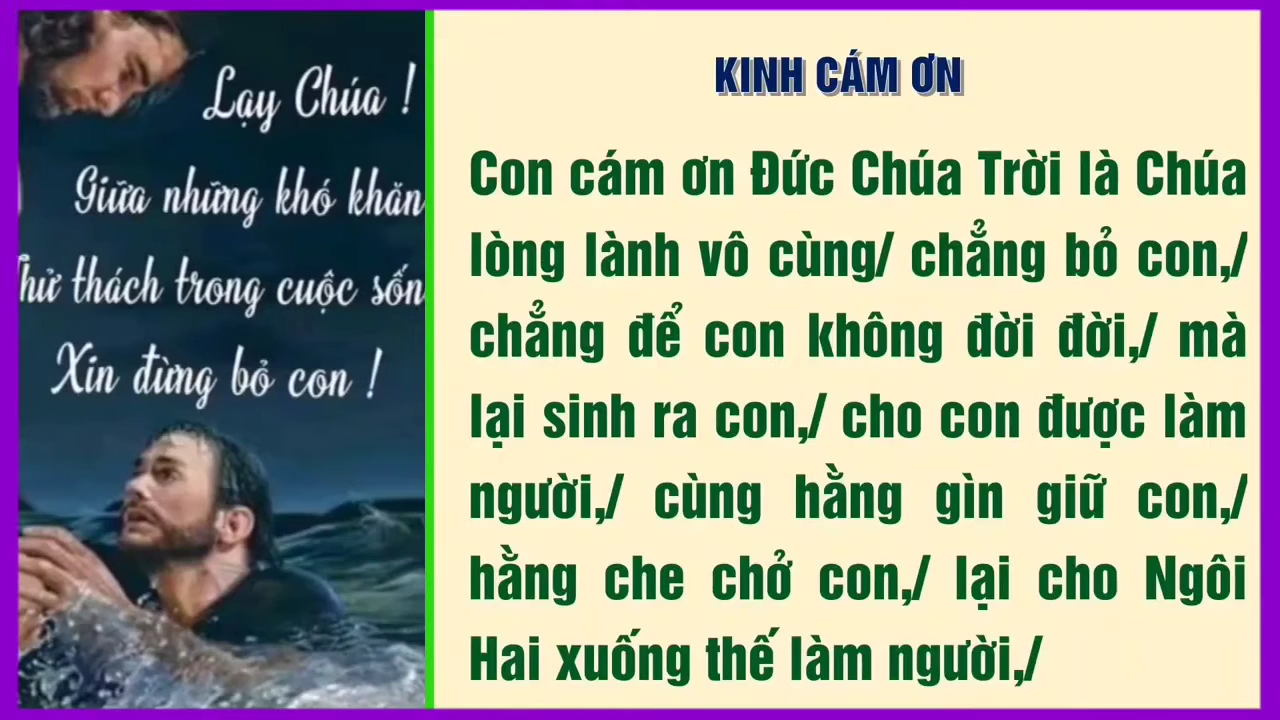 Lạy Chúa !
Giữa những khó khăn
thách trong cuộc
Xin đừng bỏ con !
KINH CÁM ƠN
Con cám ơn Đức Chúa Trời là Chúa
lòng lành vô cùng/ chẳng bỏ con,/
chẳng để con không đời đời,/ mà
lại sinh ra con,/ cho con được làm
người,/ cùng hằng gìn giữ con,/
hằng che chở con,/ lại cho Ngôi
Hai xuống thế làm người,/